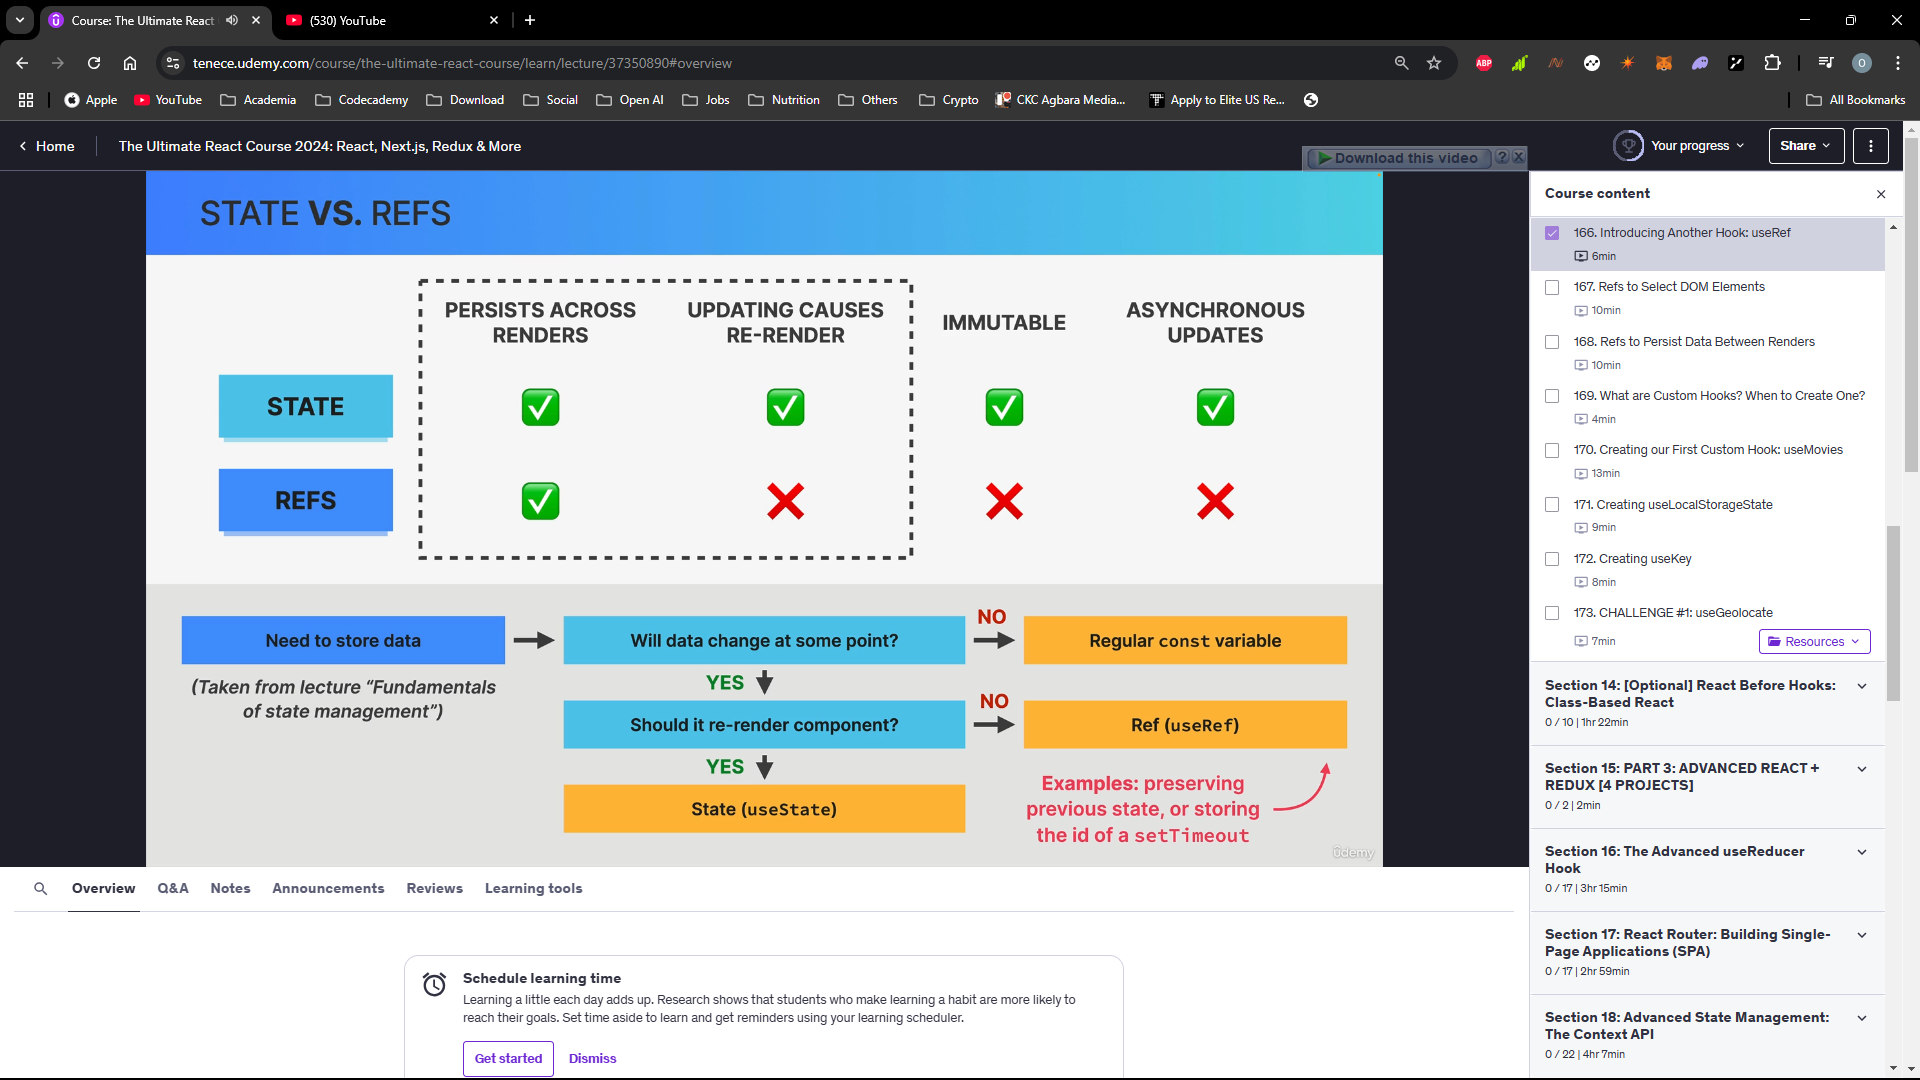 Course: The Ultimate React
(530) YouTube
tenece.udemy.com/course/the-ultimate-react-course/learn/lecture/37350890#overview
ABP
O
Apple
YouTube
Academia
Codecademy
Download
Social
Open AI
Jobs
Nutrition
Others
Crypto
CKC Agbara Media...
Apply to Elite US Re...
All Bookmarks
Home
The Ultimate React Course 2024: React, Next.js, Redux & More
Download this video
?
X
Your progress
Share
STATE VS. REFS
PERSISTS ACROSS
RENDERS
UPDATING CAUSES
RE-RENDER
IMMUTABLE
ASYNCHRONOUS
UPDATES
STATE
REFS
Need to store data
Will data change at some point?
NO
Regular const variable
(Taken from lecture “Fundamentals
of state management”)
YES
Should it re-render component?
NO
Ref (useRef)
YES
State (useState)
Examples: preserving
previous state, or storing
the id of a setTimeout
ûdemy
Course content
166. Introducing Another Hook: useRef
6min
167. Refs to Select DOM Elements
10min
168. Refs to Persist Data Between Renders
10min
169. What are Custom Hooks? When to Create One?
4min
170. Creating our First Custom Hook: useMovies
13min
171. Creating useLocalStorageState
9min
172. Creating useKey
8min
173. CHALLENGE #1: useGeolocate
7min
Resources
Section 14: [Optional] React Before Hooks:
Class-Based React
0 / 10 | 1hr 22min
Section 15: PART 3: ADVANCED REACT +
REDUX [4 PROJECTS]
0 / 2 | 2min
Section 16: The Advanced useReducer
Hook
0 / 17 | 3hr 15min
Section 17: React Router: Building Single-
Page Applications (SPA)
0 / 17 | 2hr 59min
Section 18: Advanced State Management:
The Context API
0 / 22 | 4hr 7min
Overview
Q&A
Notes
Announcements
Reviews
Learning tools
Schedule learning time
Learning a little each day adds up. Research shows that students who make learning a habit are more likely to
reach their goals. Set time aside to learn and get reminders using your learning scheduler.
Get started
Dismiss